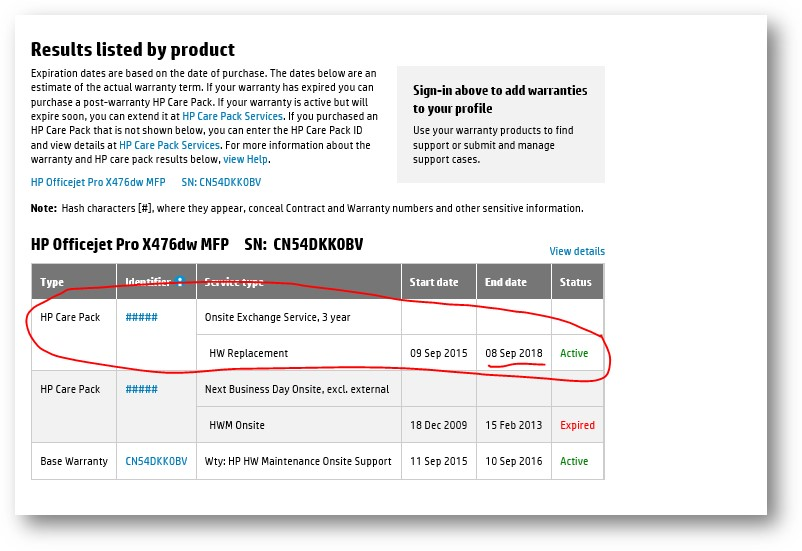 Results listed by product
Expiration dates are based on the date of purchase. The dates below are an
estimate of the actual warranty term. If your warranty has expired you can
purchase a post-warranty HP Care Pack. If your warranty is active but will
expire soon, you can extend it at HP Care Pack Services. If you purchased an
HP Care Pack that is not shown below, you can enter the HP Care Pack ID
and view details at HP Care Pack Services. For more information about the
warranty and HP care pack results below, view Help.
Sign-in above to add warranties
to your profile
Use your warranty products to find
support or submit and manage
support cases.
HP Officejet Pro X476dw MFP SN: CN54DKK0BV
Note: Hash characters [#], where they appear, conceal Contract and Warranty numbers and other sensitive information.
HP Officejet Pro X476dw MFP SN: CN54DKK0BV
View details
Type Identifier Service type Start date End date Status
HP Care Pack ##### Onsite Exchange Service, 3 year
HW Replacement 09 Sep 2015 08 Sep 2018 Active
HP Care Pack ##### Next Business Day Onsite, excl. external
HWM Onsite 18 Dec 2009 15 Feb 2013 Expired
Base Warranty CN54DKK0BV Wty: HP HW Maintenance Onsite Support 11 Sep 2015 10 Sep 2016 Active